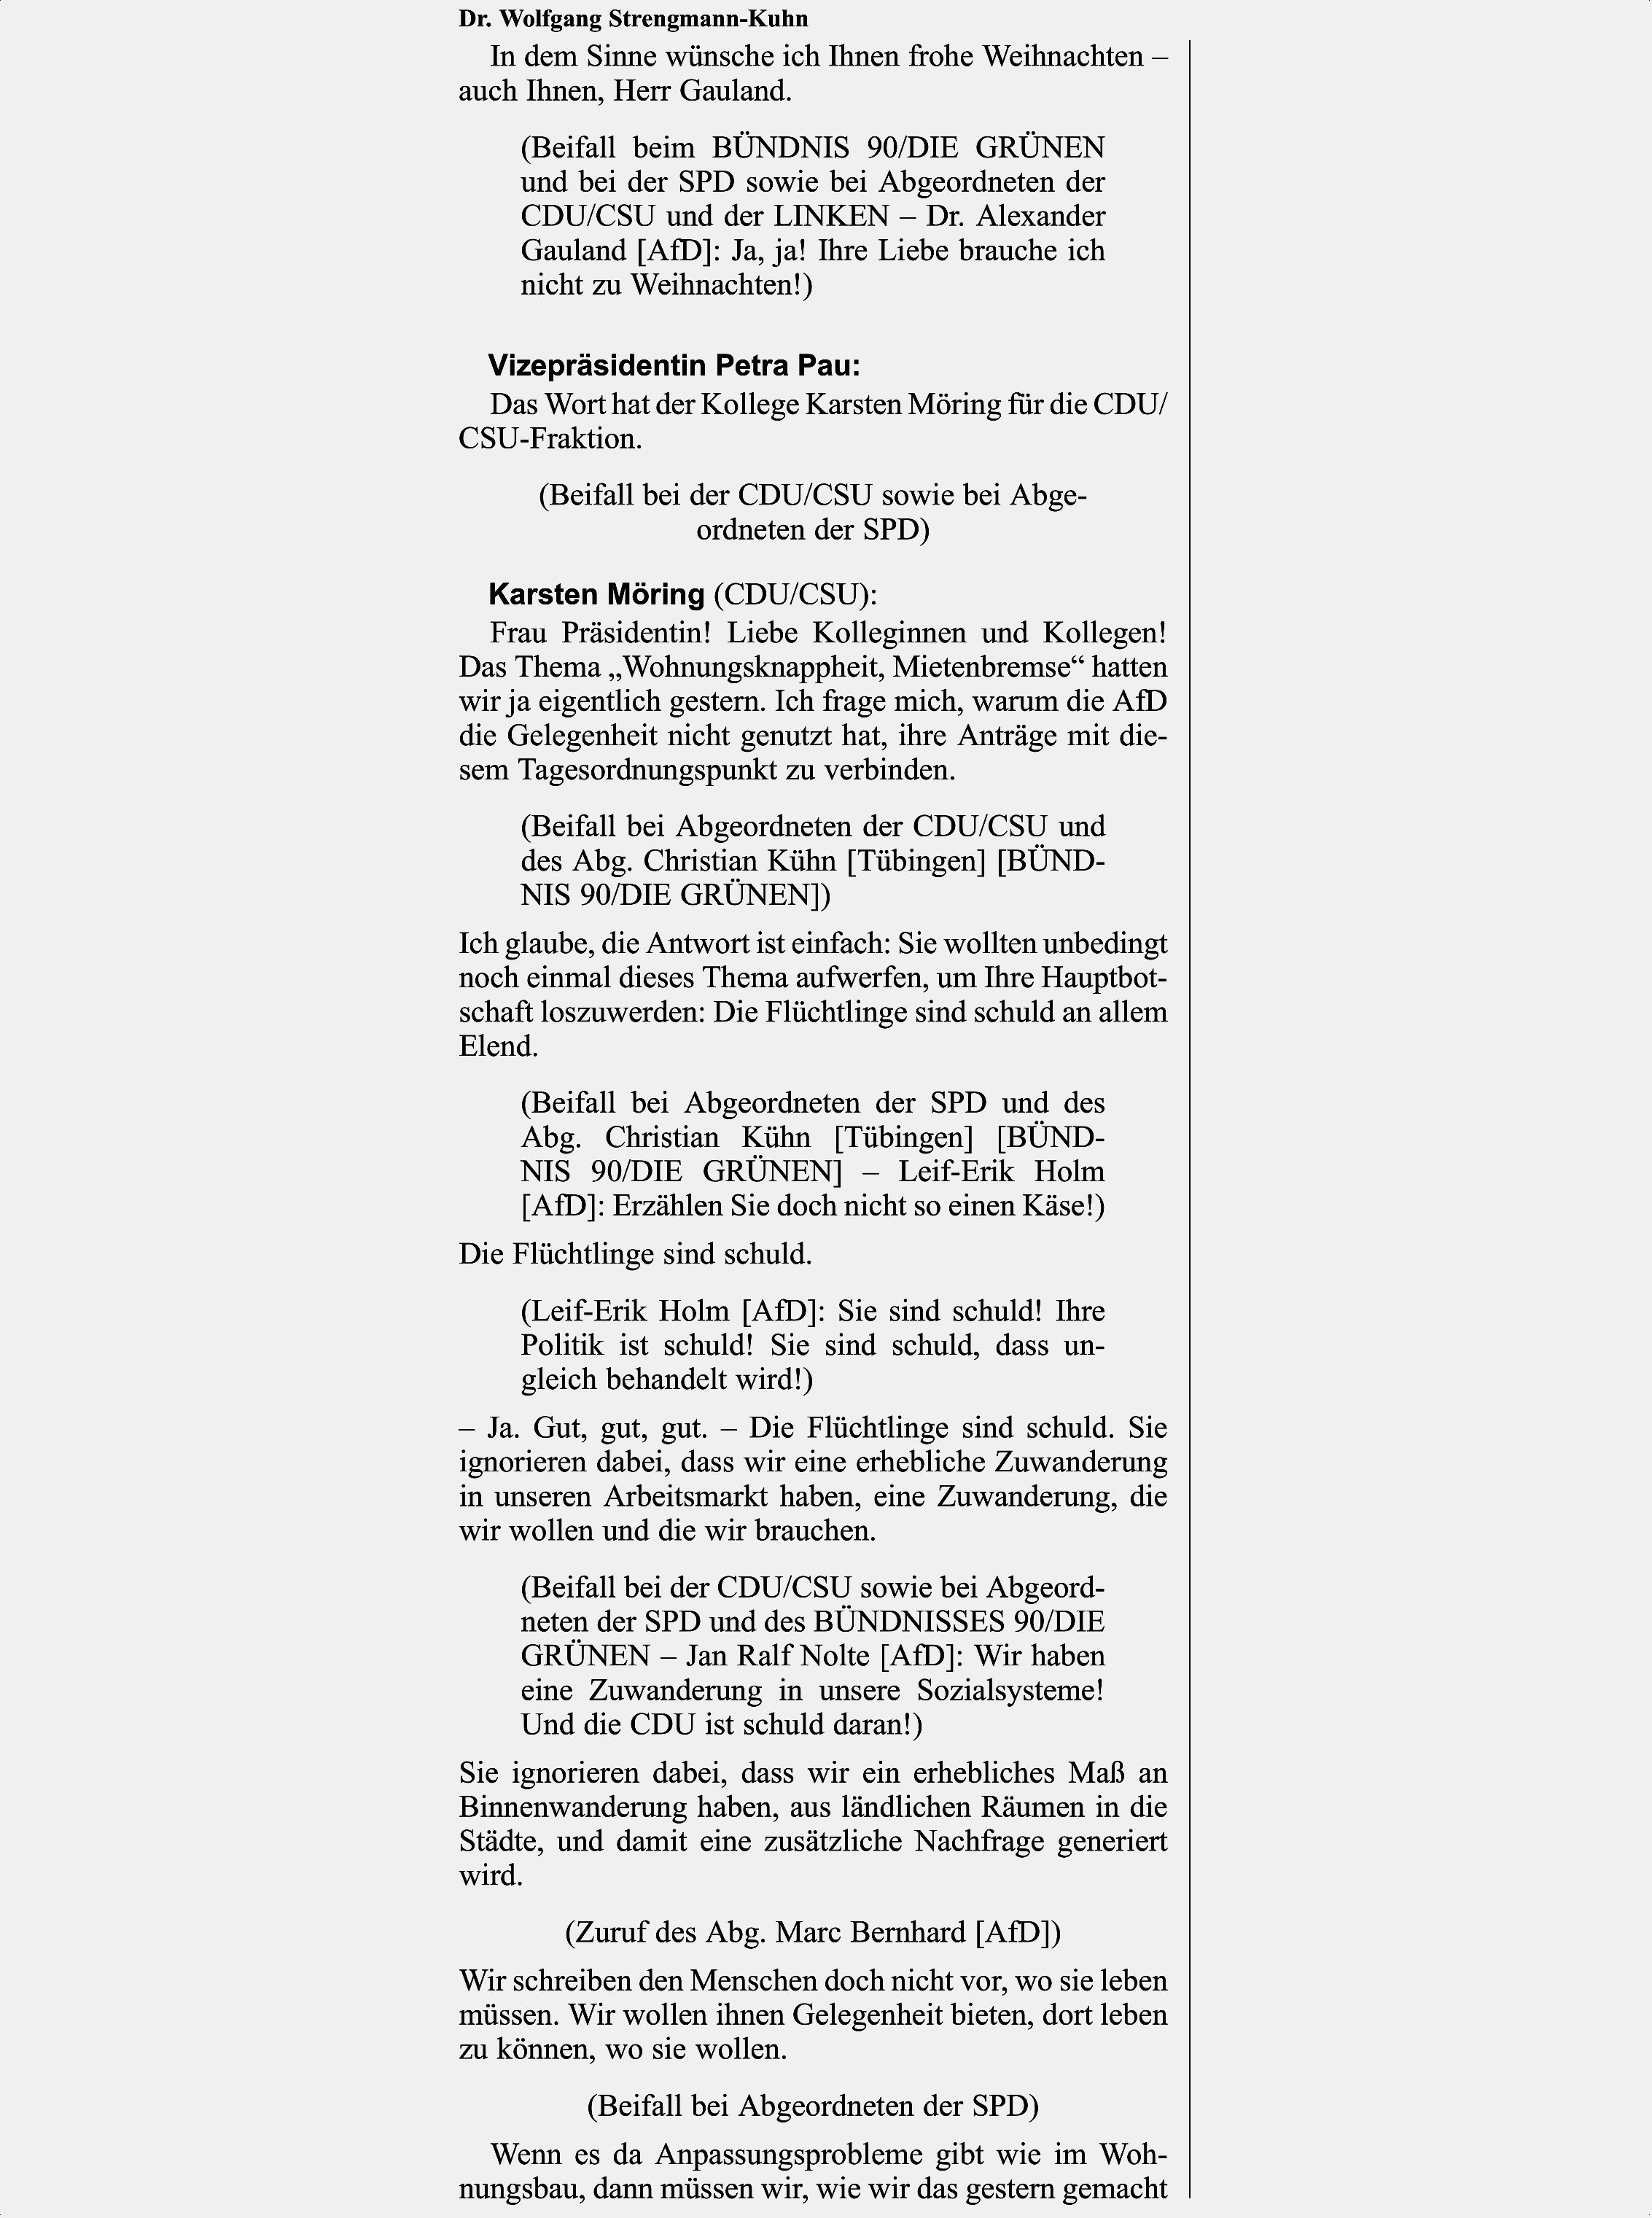 Dr. Wolfgang Strengmann-Kuhn
In dem Sinne wünsche ich Ihnen frohe Weihnachten –
auch Ihnen, Herr Gauland.
(Beifall beim BÜNDNIS 90/DIE GRÜNEN
und bei der SPD sowie bei Abgeordneten der
CDU/CSU und der LINKEN – Dr. Alexander
Gauland [AfD]: Ja, ja! Ihre Liebe brauche ich
nicht zu Weihnachten!)
Vizepräsidentin Petra Pau:
Das Wort hat der Kollege Karsten Möring für die CDU/
CSU-Fraktion.
(Beifall bei der CDU/CSU sowie bei Abge-
ordneten der SPD)
Karsten Möring (CDU/CSU):
Frau Präsidentin! Liebe Kolleginnen und Kollegen!
Das Thema „Wohnungsknappheit, Mietenbremse“ hatten
wir ja eigentlich gestern. Ich frage mich, warum die AfD
die Gelegenheit nicht genutzt hat, ihre Anträge mit die-
sem Tagesordnungspunkt zu verbinden.
(Beifall bei Abgeordneten der CDU/CSU und
des Abg. Christian Kühn [Tübingen] [BÜND-
NIS 90/DIE GRÜNEN])
Ich glaube, die Antwort ist einfach: Sie wollten unbedingt
noch einmal dieses Thema aufwerfen, um Ihre Hauptbot-
schaft loszuwerden: Die Flüchtlinge sind schuld an allem
Elend.
(Beifall bei Abgeordneten der SPD und des
Abg. Christian Kühn [Tübingen] [BÜND-
NIS 90/DIE GRÜNEN] – Leif-Erik Holm
[AfD]: Erzählen Sie doch nicht so einen Käse!)
Die Flüchtlinge sind schuld.
(Leif-Erik Holm [AfD]: Sie sind schuld! Ihre
Politik ist schuld! Sie sind schuld, dass un-
gleich behandelt wird!)
– Ja. Gut, gut, gut. – Die Flüchtlinge sind schuld. Sie
ignorieren dabei, dass wir eine erhebliche Zuwanderung
in unseren Arbeitsmarkt haben, eine Zuwanderung, die
wir wollen und die wir brauchen.
(Beifall bei der CDU/CSU sowie bei Abgeord-
neten der SPD und des BÜNDNISSES 90/DIE
GRÜNEN – Jan Ralf Nolte [AfD]: Wir haben
eine Zuwanderung in unsere Sozialsysteme!
Und die CDU ist schuld daran!)
Sie ignorieren dabei, dass wir ein erhebliches Maß an
Binnenwanderung haben, aus ländlichen Räumen in die
Städte, und damit eine zusätzliche Nachfrage generiert
wird.
(Zuruf des Abg. Marc Bernhard [AfD])
Wir schreiben den Menschen doch nicht vor, wo sie leben
müssen. Wir wollen ihnen Gelegenheit bieten, dort leben
zu können, wo sie wollen.
(Beifall bei Abgeordneten der SPD)
Wenn es da Anpassungsprobleme gibt wie im Woh-
nungsbau, dann müssen wir, wie wir das gestern gemacht